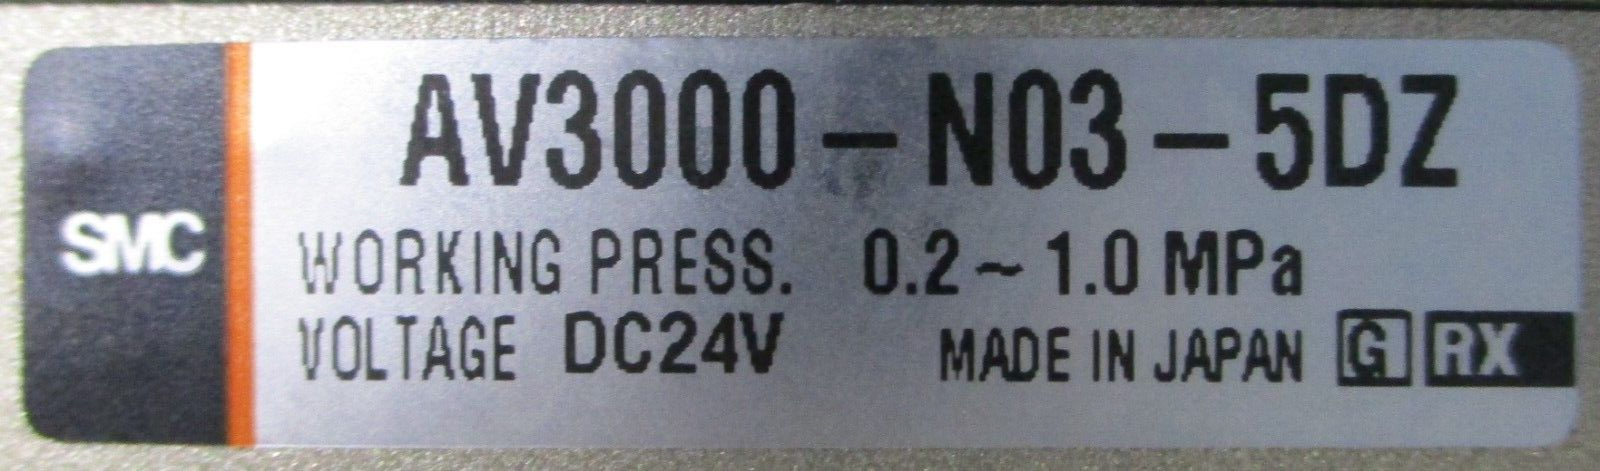 SMC
AV3000-N03-5DZ
WORKING PRESS. 0.2~1.0 MPa
VOLTAGE DC24V MADE IN JAPAN G RX